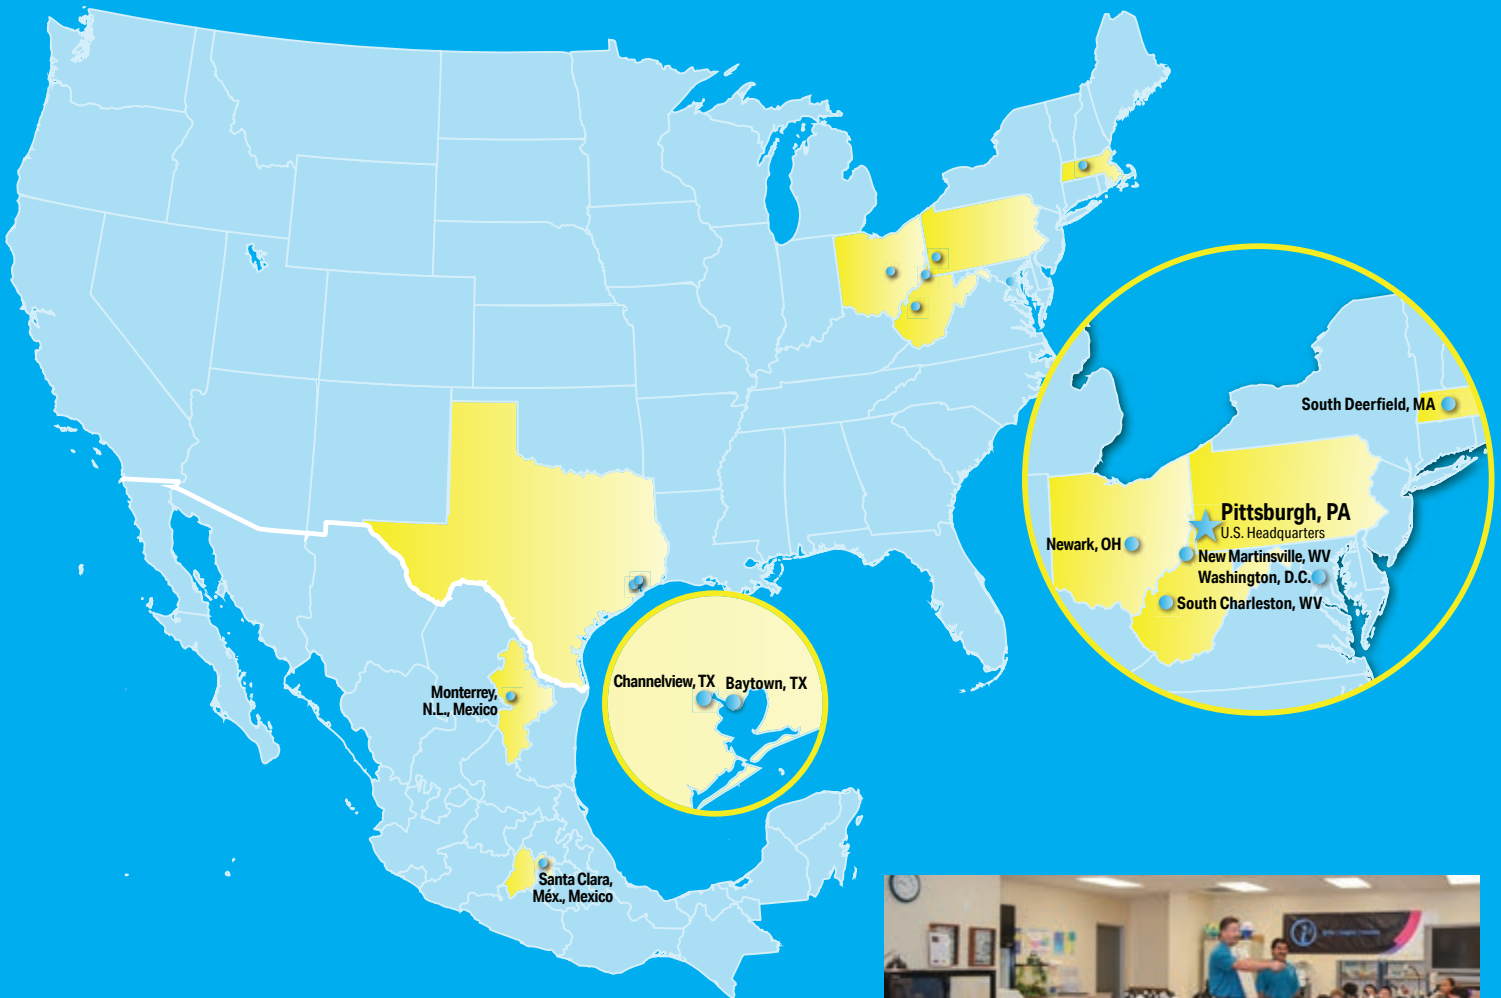 South Deerfield, MA
Pittsburgh, PA
U.S. Headquarters
Newark, OH
New Martinsville, WV
Washington, D.C.
South Charleston, WV
Channelview, TX
Baytown, TX
Monterrey,
N.L., Mexico
Santa Clara,
Méx., Mexico